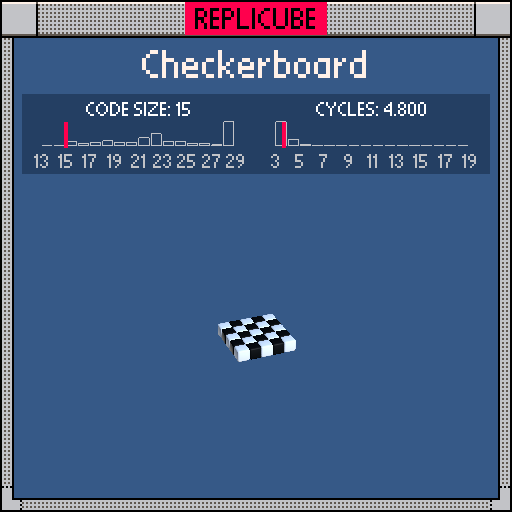 REPLICUBE
Checkerboard
CODE SIZE: 15 CYCLES: 4.800
13 15 17 19 21 23 25 27 29 3 5 7 9 11 13 15 17 19